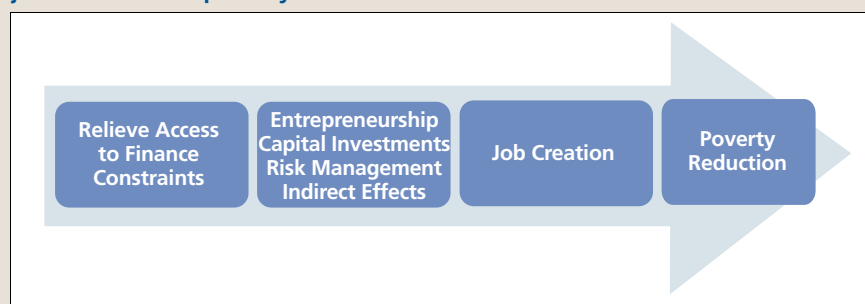 Relieve Access
to Finance
Constraints
Entrepreneurship
Capital Investments
Risk Management
Indirect Effects
Job Creation
Poverty
Reduction